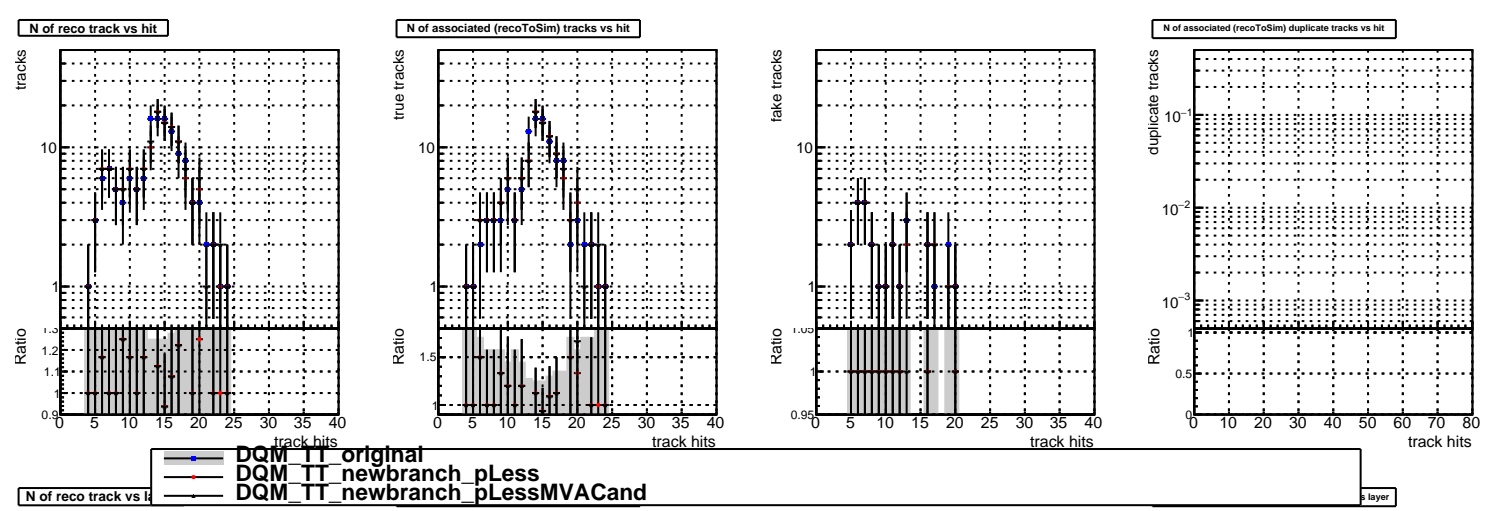 N of reco track vs hit
N of associated (recoToSim) tracks vs hit
N of associated (recoToSim) duplicate tracks vs hit
tracks
10
1
Ratio
1.3
1.2
1.1
1
0.9
0 5 10 15 20 25 30 35 40
track hits
true tracks
10
1
Ratio
1.5
1
0 5 10 15 20 25 30 35 40
track hits
fake tracks
10
1
Ratio
1.05
1
0.95
0 5 10 15 20 25 30 35 40
track hits
duplicate tracks
10−1
10−2
10−3
Ratio
1
0.5
0
0 10 20 30 40 50 60 70 80
track hits
DQM_TT_original
DQM_TT_newbranch_pLess
DQM_TT_newbranch_pLessMVACand
N of reco track vs la
s layer